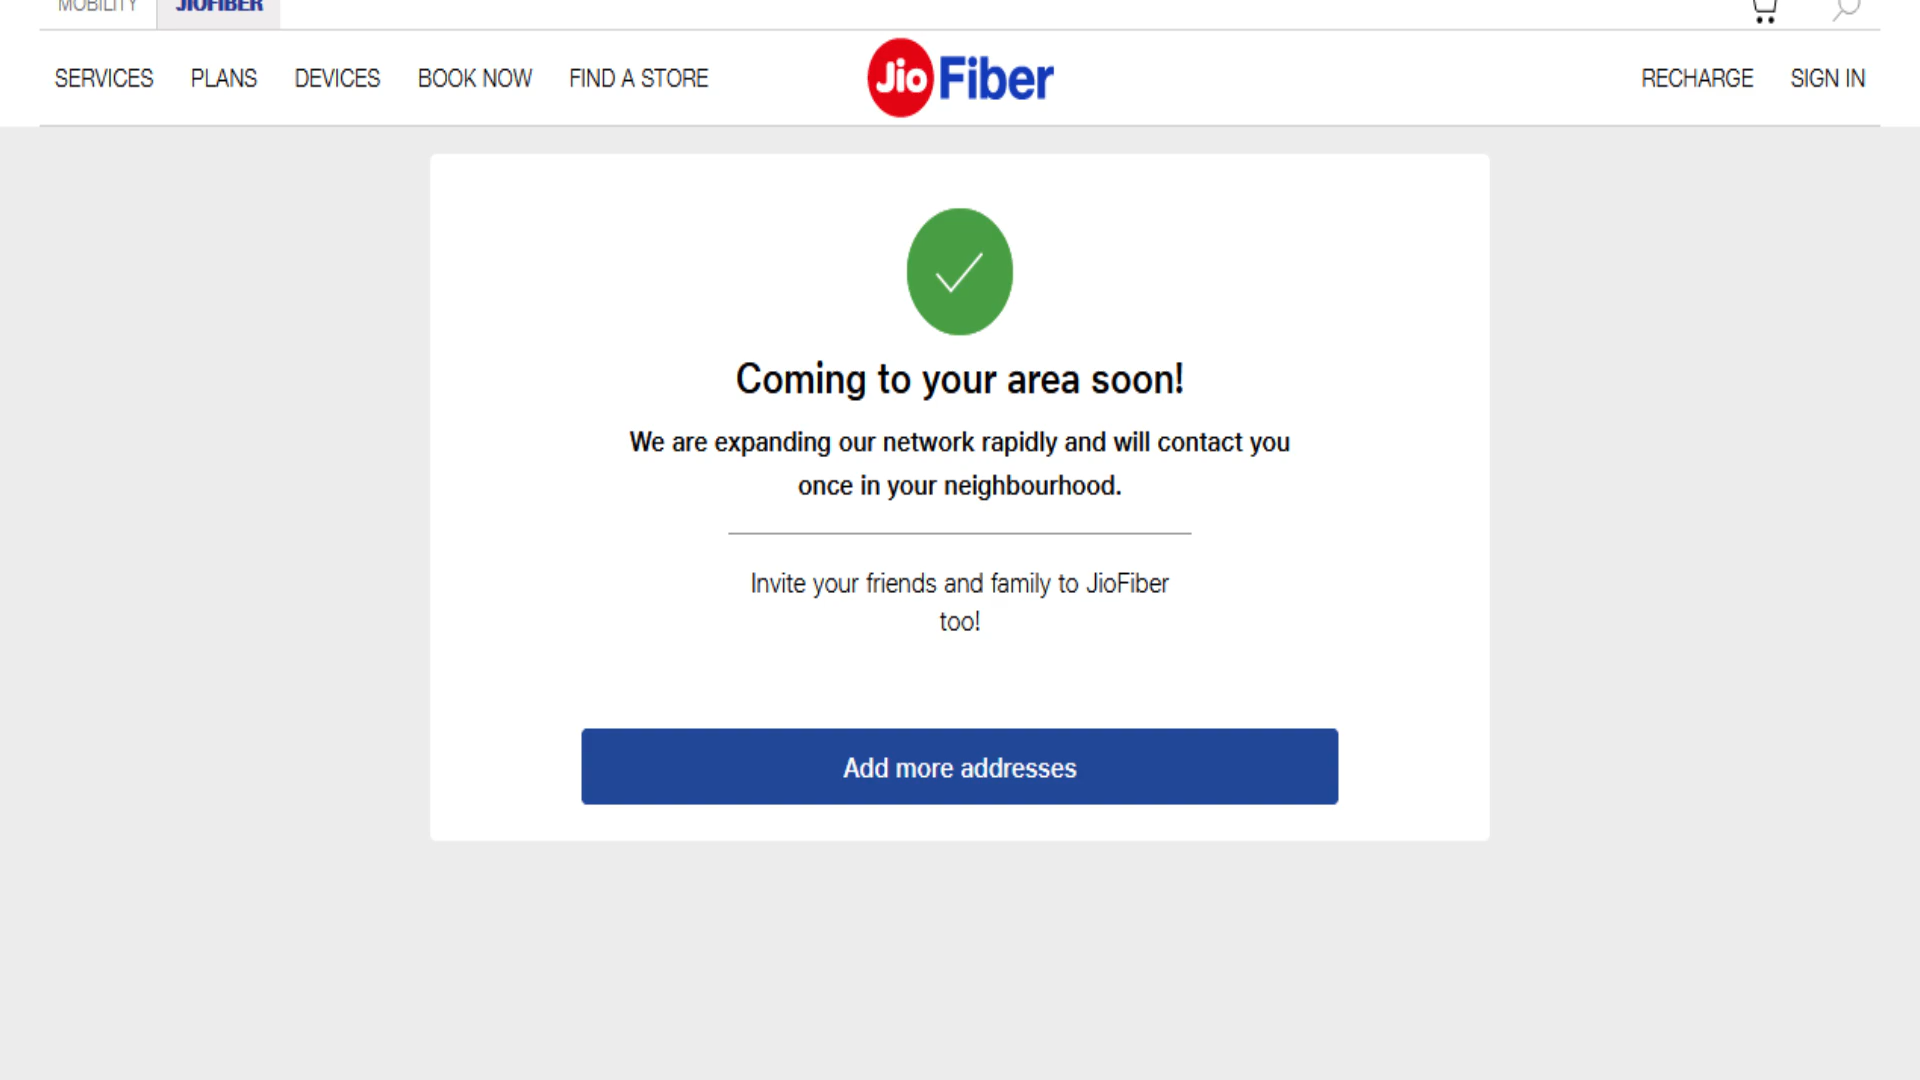 MOBILITY JIOFIBER
SERVICES PLANS DEVICES BOOK NOW FIND A STORE Jio Fiber RECHARGE SIGN IN
Coming to your area soon!
We are expanding our network rapidly and will contact you
once in your neighbourhood.
Invite your friends and family to JioFiber
too!
Add more addresses